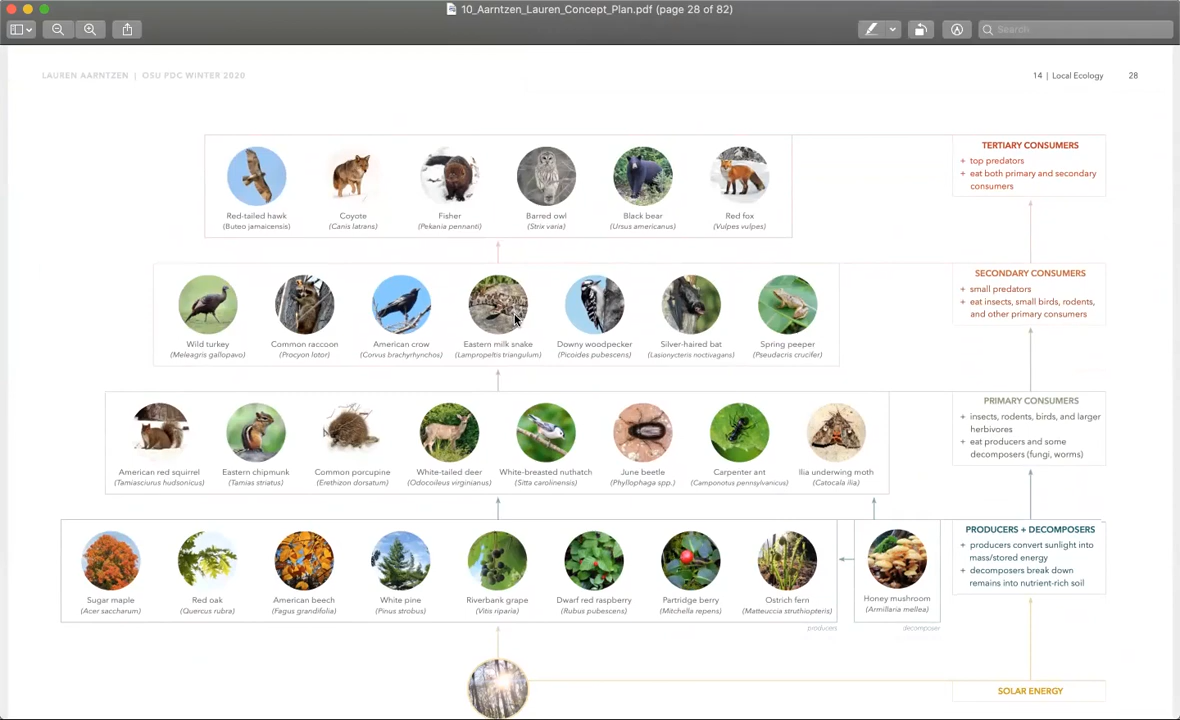 10_Aarntzen_Lauren_Concept_Plan.pdf (page 28 of 82)
Search
LAUREN AARNTZEN | OSU PDC WINTER 2020
14 | Local Ecology 28
TERTIARY CONSUMERS
+ top predators
+ eat both primary and secondary
consumers
Red-tailed hawk
(Buteo jamaicensis)
Coyote
(Canis latrans)
Fisher
(Pekania pennanti)
Barred owl
(Strix varia)
Black bear
(Ursus americanus)
Red fox
(Vulpes vulpes)
SECONDARY CONSUMERS
+ small predators
+ eat insects, small birds, rodents,
and other primary consumers
Wild turkey
(Meleagris gallopavo)
Common raccoon
(Procyon lotor)
American crow
(Corvus brachyrhynchos)
Eastern milk snake
(Lampropeltis triangulum)
Downy woodpecker
(Picoides pubescens)
Silver-haired bat
(Lasionycteris noctivagans)
Spring peeper
(Pseudacris crucifer)
PRIMARY CONSUMERS
+ insects, rodents, birds, and larger
herbivores
+ eat producers and some
decomposers (fungi, worms)
American red squirrel
(Tamiasciurus hudsonicus)
Eastern chipmunk
(Tamias striatus)
Common porcupine
(Erethizon dorsatum)
White-tailed deer
(Odocoileus virginianus)
White-breasted nuthatch
(Sitta carolinensis)
June beetle
(Phyllophaga spp.)
Carpenter ant
(Camponotus pennsylvanicus)
Ilia underwing moth
(Catocala ilia)
PRODUCERS + DECOMPOSERS
+ producers convert sunlight into
mass/stored energy
+ decomposers break down
remains into nutrient-rich soil
Sugar maple
(Acer saccharum)
Red oak
(Quercus rubra)
American beech
(Fagus grandifolia)
White pine
(Pinus strobus)
Riverbank grape
(Vitis riparia)
Dwarf red raspberry
(Rubus pubescens)
Partridge berry
(Mitchella repens)
Ostrich fern
(Matteuccia struthiopteris)
Honey mushroom
(Armillaria mellea)
producers
decomposer
SOLAR ENERGY